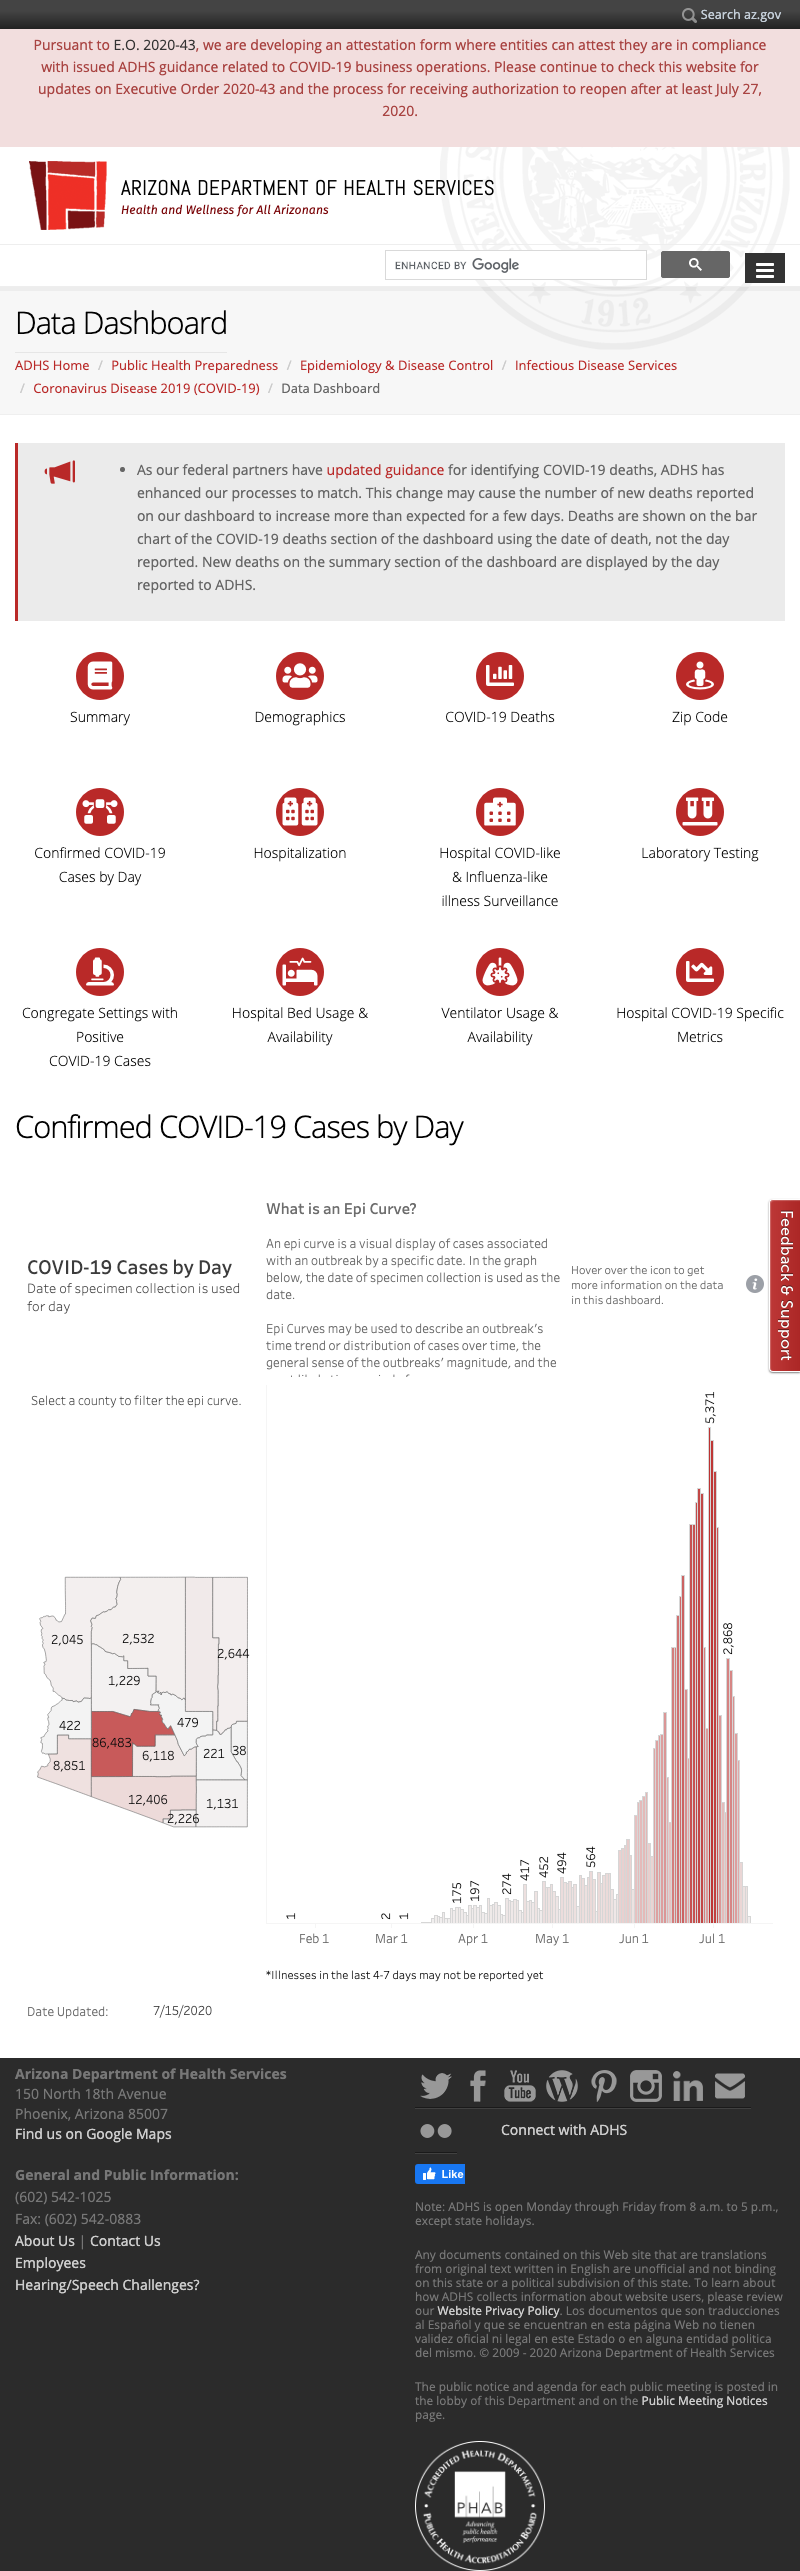 Search az.gov
Pursuant to E.O. 2020-43, we are developing an attestation form where entities can attest they are in compliance
with issued ADHS guidance related to COVID-19 business operations. Please continue to check this website for
updates on Executive Order 2020-43 and the process for receiving authorization to reopen after at least July 27,
2020.
ARIZONA DEPARTMENT OF HEALTH SERVICES
Health and Wellness for All Arizonans
ENHANCED BY Google
1912
Data Dashboard
ADHS Home / Public Health Preparedness / Epidemiology & Disease Control / Infectious Disease Services
/ Coronavirus Disease 2019 (COVID-19) / Data Dashboard
• As our federal partners have updated guidance for identifying COVID-19 deaths, ADHS has
enhanced our processes to match. This change may cause the number of new deaths reported
on our dashboard to increase more than expected for a few days. Deaths are shown on the bar
chart of the COVID-19 deaths section of the dashboard using the date of death, not the day
reported. New deaths on the summary section of the dashboard are displayed by the day
reported to ADHS.
Summary
Demographics
COVID-19 Deaths
Zip Code
Confirmed COVID-19
Cases by Day
Hospitalization
Hospital COVID-like
& Influenza-like
illness Surveillance
Laboratory Testing
Congregate Settings with
Positive
COVID-19 Cases
Hospital Bed Usage &
Availability
Ventilator Usage &
Availability
Hospital COVID-19 Specific
Metrics
Confirmed COVID-19 Cases by Day
Feedback & Support
COVID-19 Cases by Day
Date of specimen collection is used
for day
What is an Epi Curve?
An epi curve is a visual display of cases associated
with an outbreak by a specific date. In the graph
below, the date of specimen collection is used as the
date.
Epi Curves may be used to describe an outbreak's
time trend or distribution of cases over time, the
general sense of the outbreaks' magnitude, and the
Hover over the icon to get
more information on the data
in this dashboard.
i
Select a county to filter the epi curve.
2,045
2,532
2,644
1,229
422
479
86,483
6,118
221
38
8,851
12,406
2,226
1,131
1
2
1
175
197
274
417
452
494
564
5,371
2,868
Feb 1
Mar 1
Apr 1
May 1
Jun 1
Jul 1
*Illnesses in the last 4-7 days may not be reported yet
Date Updated: 7/15/2020
Arizona Department of Health Services
150 North 18th Avenue
Phoenix, Arizona 85007
Find us on Google Maps
General and Public Information:
(602) 542-1025
Fax: (602) 542-0883
About Us | Contact Us
Employees
Hearing/Speech Challenges?
You
Tube
in
Connect with ADHS
Like
Note: ADHS is open Monday through Friday from 8 a.m. to 5 p.m.,
except state holidays.
Any documents contained on this Web site that are translations
from original text written in English are unofficial and not binding
on this state or a political subdivision of this state. To learn about
how ADHS collects information about website users, please review
our Website Privacy Policy. Los documentos que son traducciones
al Español y que se encuentran en esta página Web no tienen
validez oficial ni legal en este Estado o en alguna entidad politica
del mismo. © 2009 - 2020 Arizona Department of Health Services
The public notice and agenda for each public meeting is posted in
the lobby of this Department and on the Public Meeting Notices
page.
ACCREDITED HEALTH DEPARTMENT
PHAB
Advancing
public health
performance
PUBLIC HEALTH ACCREDITATION BOARD